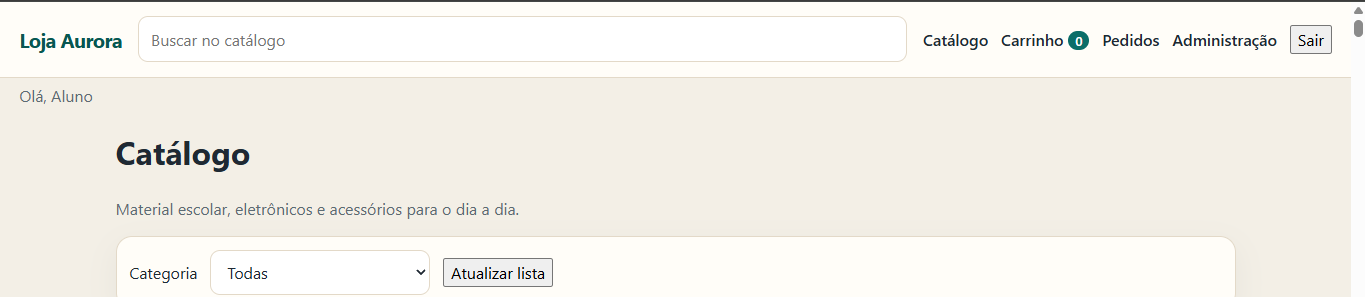 Loja Aurora Buscar no catálogo Catálogo Carrinho 0 Pedidos Administração Sair
Olá, Aluno
Catálogo
Material escolar, eletrônicos e acessórios para o dia a dia.
Categoria Todas Atualizar lista